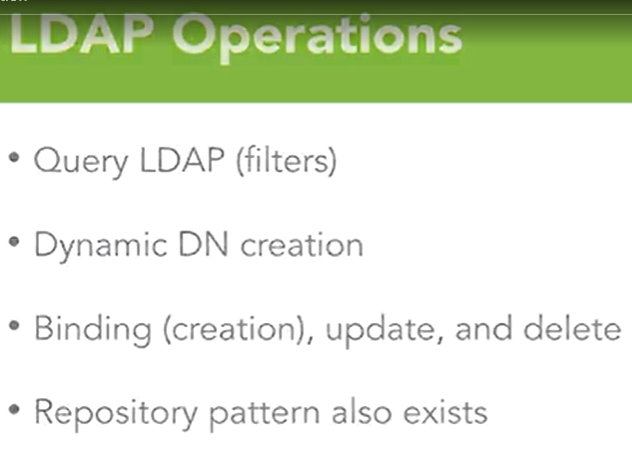 LDAP Operations
• Query LDAP (filters)
• Dynamic DN creation
• Binding (creation), update, and delete
• Repository pattern also exists